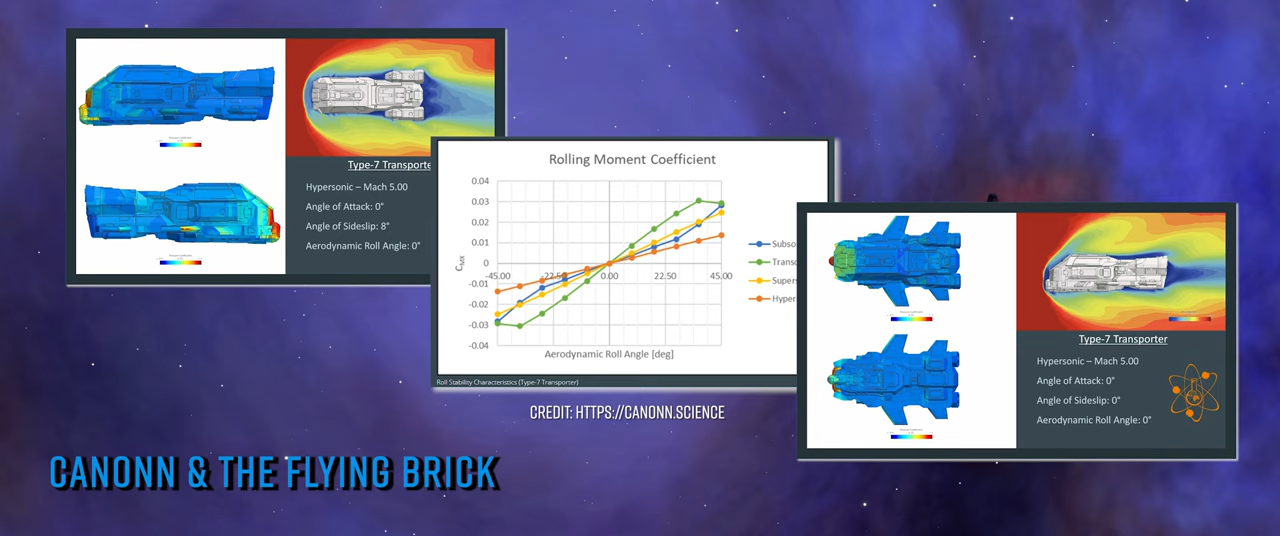 Type-7 Transporte
Hypersonic – Mach 5.00
Angle of Attack: 0°
Angle of Sideslip: 8°
Aerodynamic Roll Angle: 0°
Rolling Moment Coefficient
0.04
0.03
0.02
0.01
0
-0.01
-0.02
-0.03
-0.04
-45.00 -22.50 0.00 22.50 45.00
Aerodynamic Roll Angle [deg]
Subso
Transo
Supers
Hyper
Roll Stability Characteristics (Type-7 Transporter)
CREDIT: HTTPS://CANONN.SCIENCE
Type-7 Transporter
Hypersonic – Mach 5.00
Angle of Attack: 0°
Angle of Sideslip: 0°
Aerodynamic Roll Angle: 0°
CANONN & THE FLYING BRICK